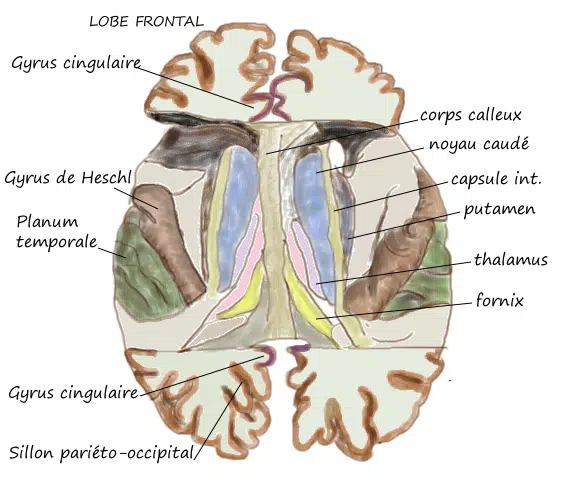 LOBE FRONTAL
Gyrus cingulaire
corps calleux
noyau caudé
Gyrus de Heschl
capsule int.
putamen
Planum
temporale
thalamus
fornix
Gyrus cingulaire
Sillon pariéto-occipital